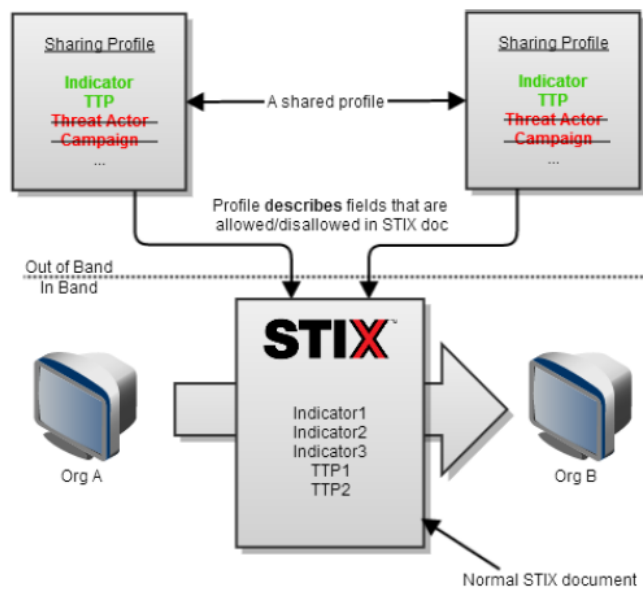 Sharing Profile
Indicator
TTP
Threat Actor
Campaign
...
A shared profile
Sharing Profile
Indicator
TTP
Threat Actor
Campaign
...
Profile describes fields that are
allowed/disallowed in STIX doc
Out of Band
In Band
STIX™
Indicator1
Indicator2
Indicator3
TTP1
TTP2
Org A
Org B
Normal STIX document